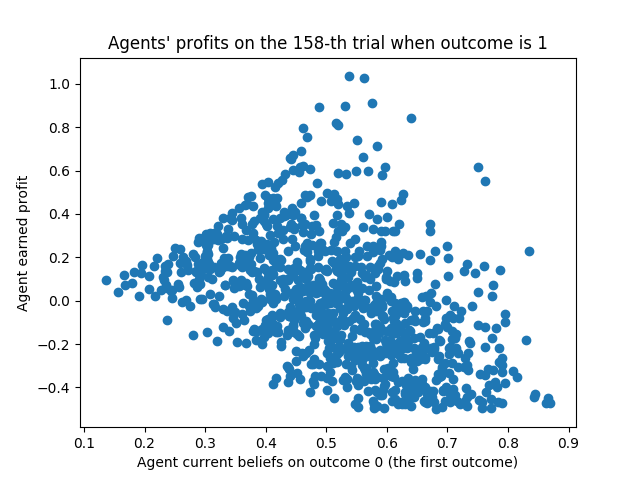 Agents' profits on the 158-th trial when outcome is 1
Agent earned profit
1.0
0.8
0.6
0.4
0.2
0.0
−0.2
−0.4
0.1 0.2 0.3 0.4 0.5 0.6 0.7 0.8 0.9
Agent current beliefs on outcome 0 (the first outcome)